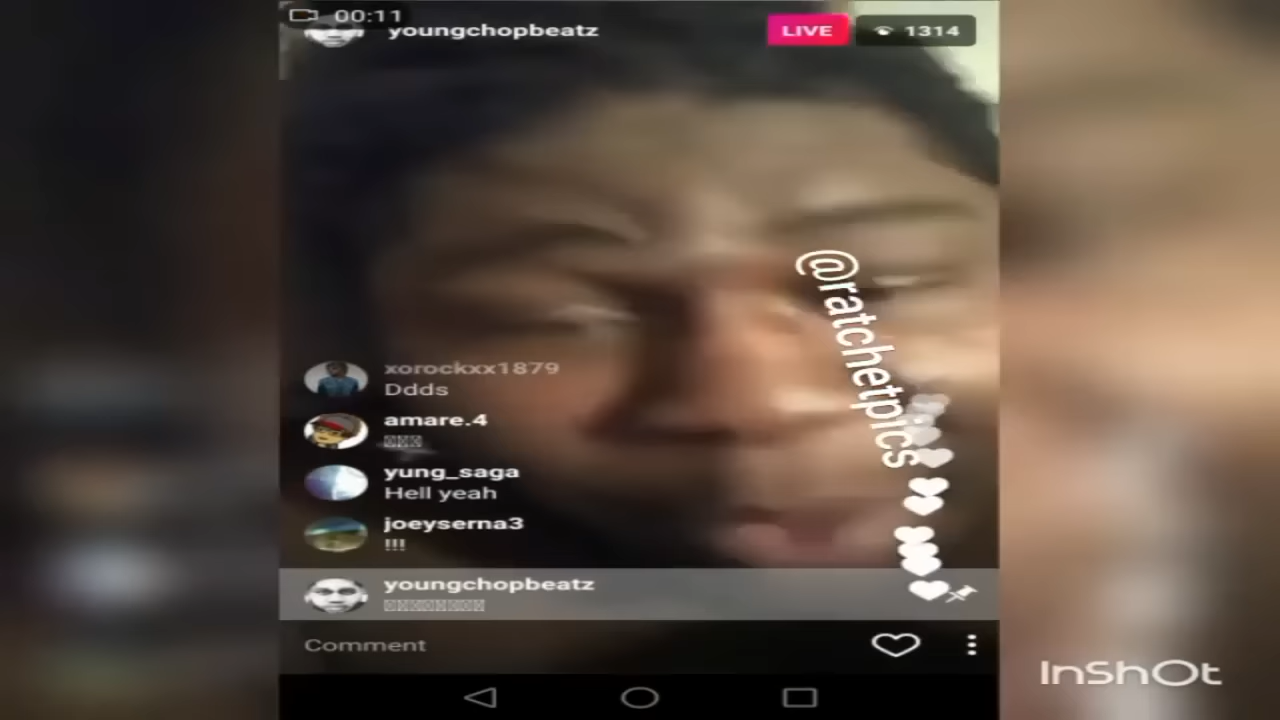 00:11
youngchopbeatz
LIVE
1314
@ratchetpics
xorockxx1879
Ddds
amare.4
yung_saga
Hell yeah
joeyserna3
!!!
youngchopbeatz
Comment
InShOt